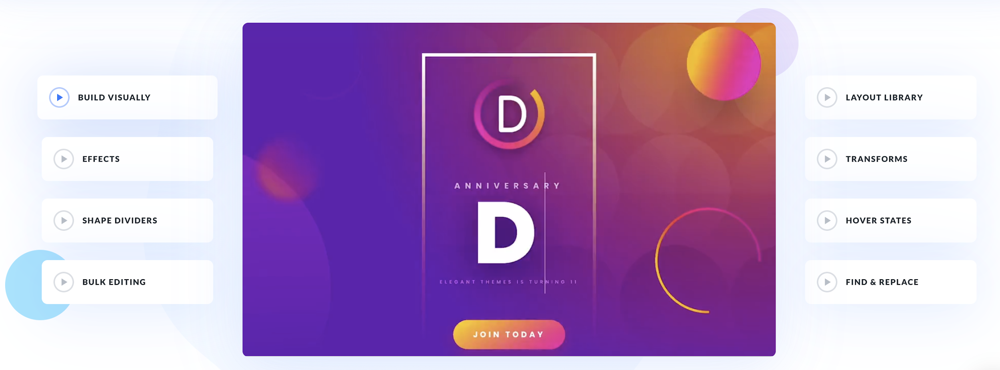 BUILD VISUALLY
EFFECTS
SHAPE DIVIDERS
BULK EDITING
D
ANNIVERSARY
D
ELEGANT THEMES IS TURNING 11
JOIN TODAY
LAYOUT LIBRARY
TRANSFORMS
HOVER STATES
FIND & REPLACE